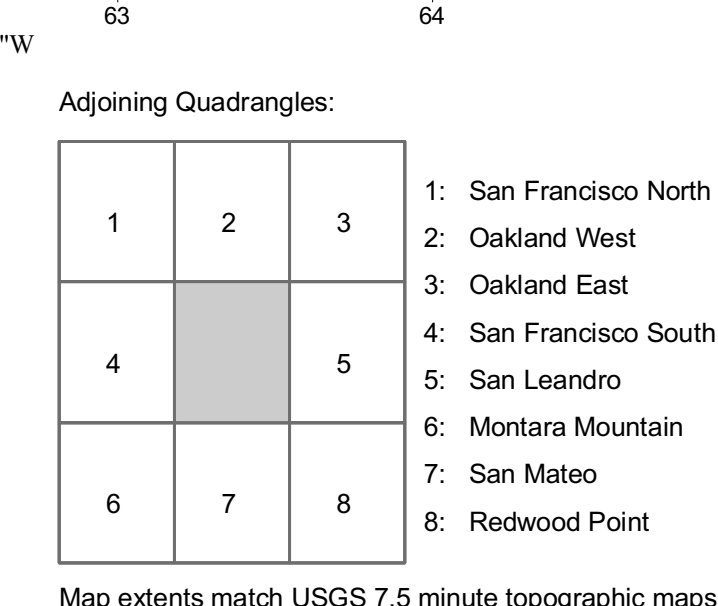 63 64
"W
Adjoining Quadrangles:
1 2 3
4 5
6 7 8
1: San Francisco North
2: Oakland West
3: Oakland East
4: San Francisco South
5: San Leandro
6: Montara Mountain
7: San Mateo
8: Redwood Point
Map extents match USGS 7.5 minute topographic maps